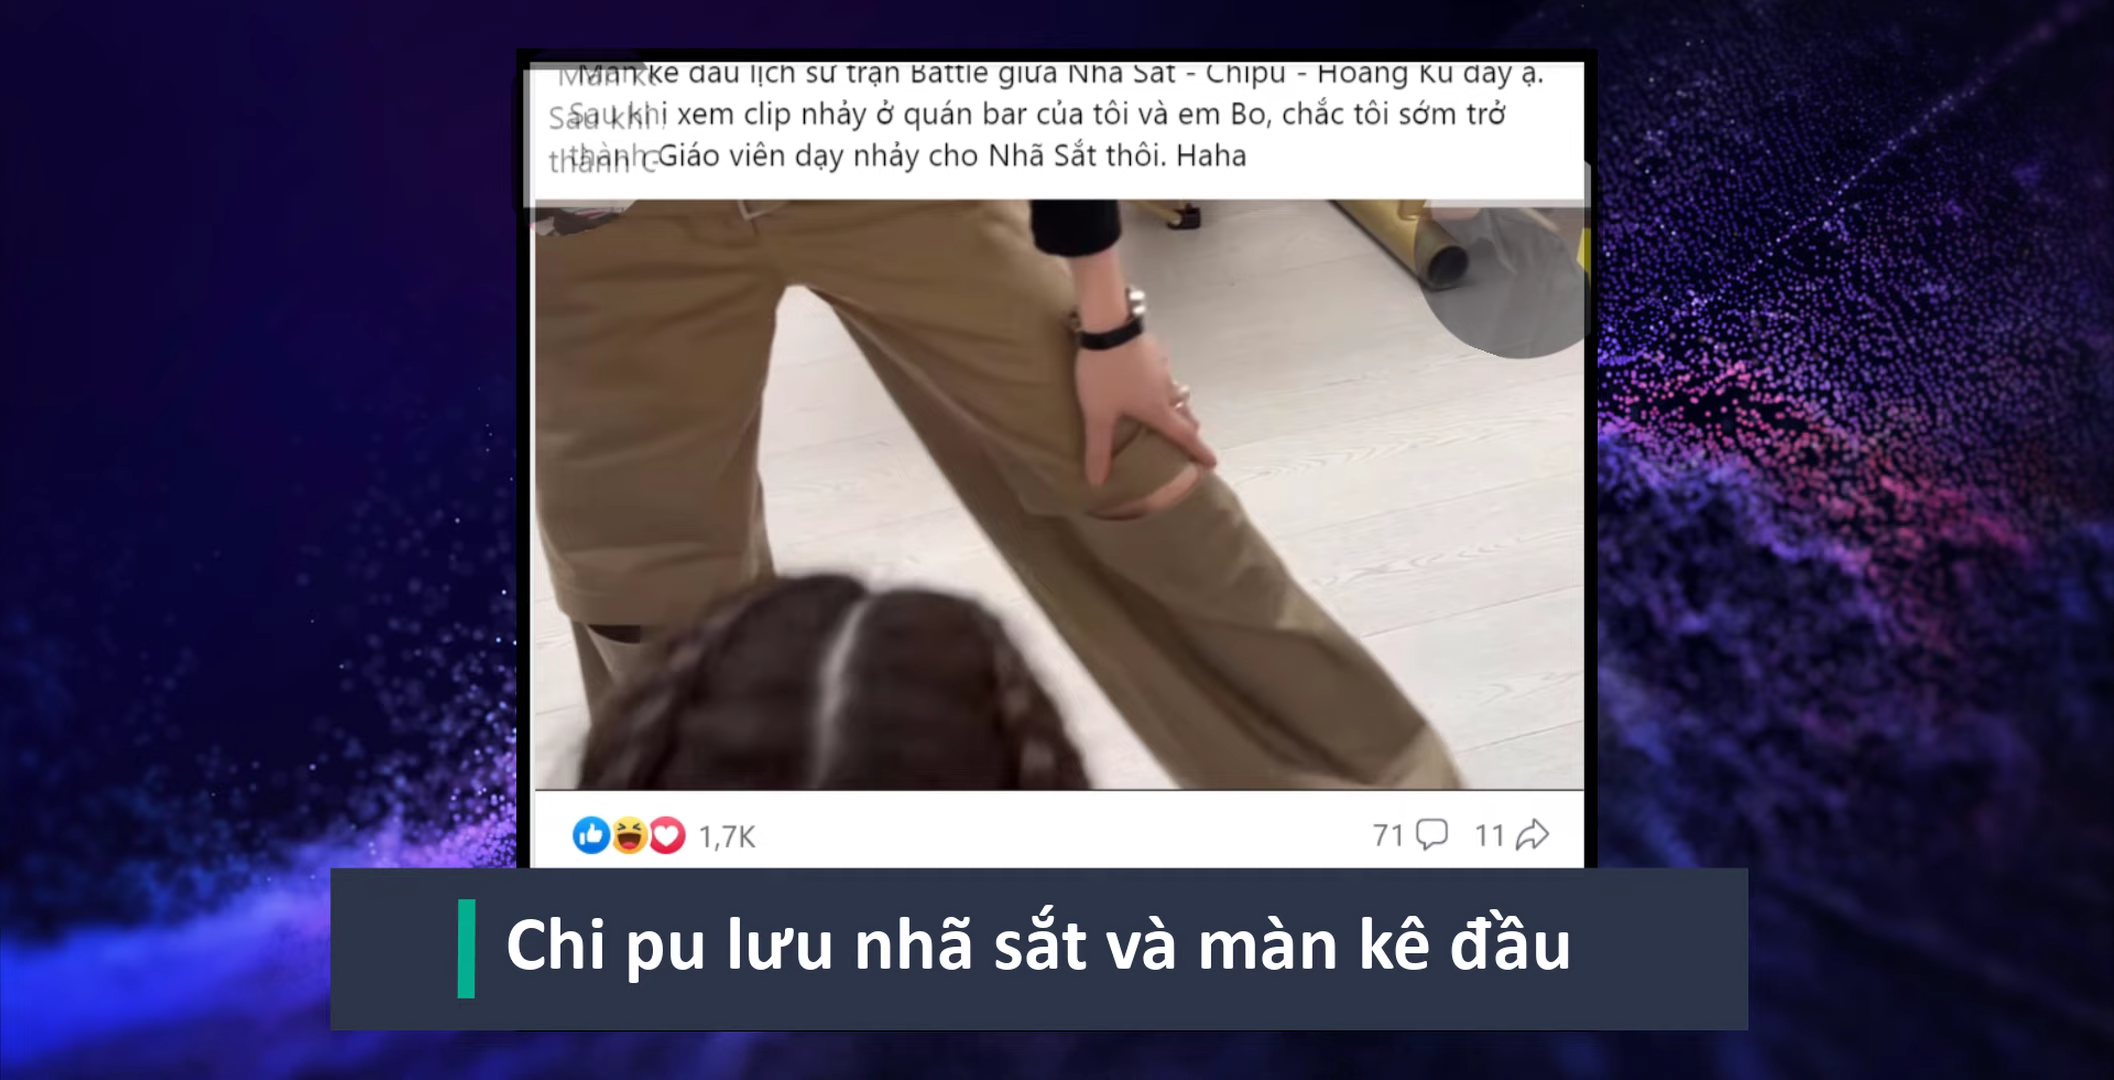 Màn kê đầu lịch sử trận Battle giữa Nhã Sắt - Chipu - Hoàng Ku đây ạ.
Sau khi xem clip nhảy ở quán bar của tôi và em Bo, chắc tôi sớm trở
thành Giáo viên dạy nhảy cho Nhã Sắt thôi. Haha
1,7K
71
11
Chi pu lưu nhã sắt và màn kê đầu